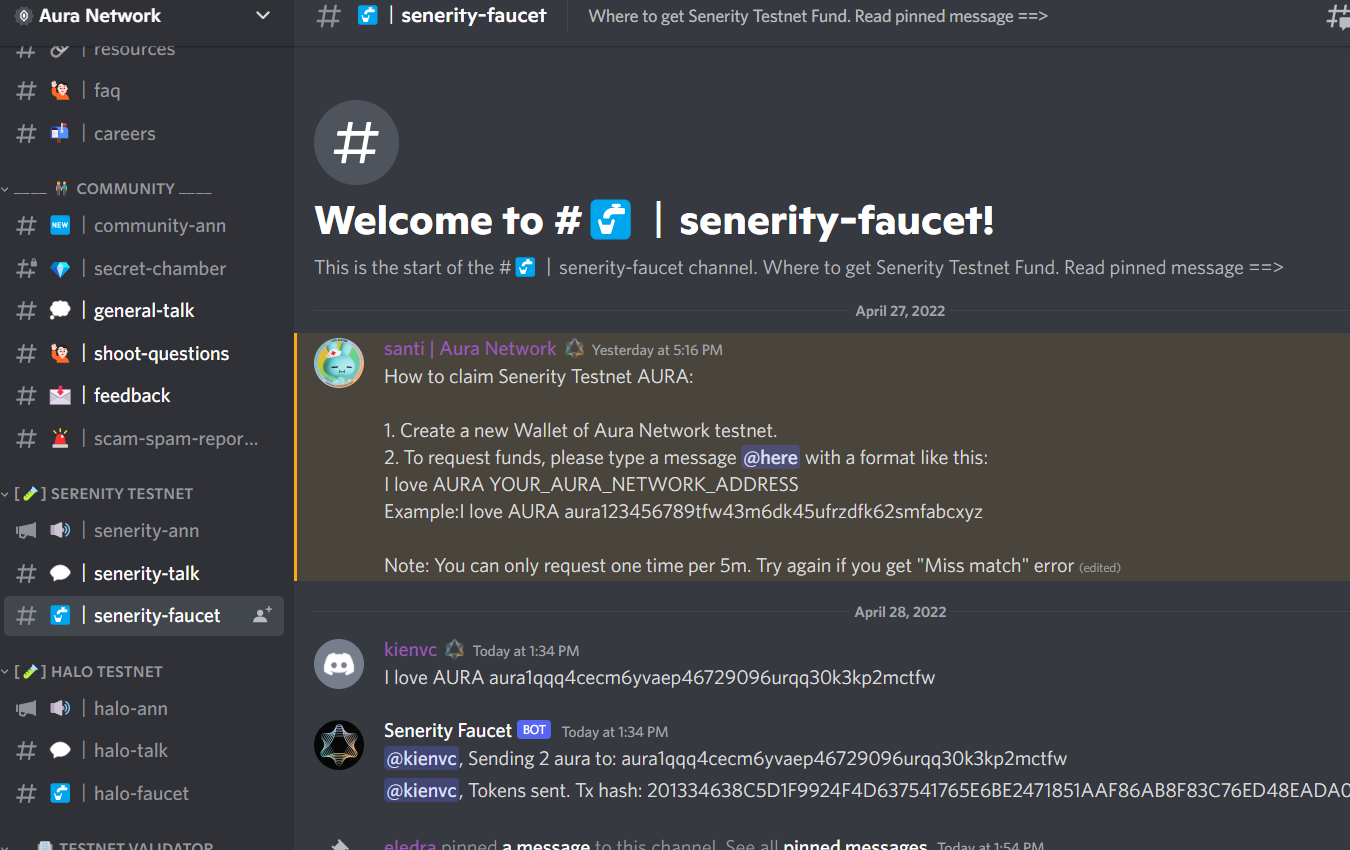 Aura Network
# | senerity-faucet
Where to get Senerity Testnet Fund. Read pinned message ==>
# | resources
# | faq
# | careers
____ COMMUNITY ____
# NEW | community-ann
# | secret-chamber
# | general-talk
# | shoot-questions
# | feedback
# | scam-spam-repor...
[ ] SERENITY TESTNET
| senerity-ann
# | senerity-talk
# | senerity-faucet
[ ] HALO TESTNET
| halo-ann
# | halo-talk
# | halo-faucet
TESTNET VALIDATOR
#
Welcome to # | senerity-faucet!
This is the start of the # | senerity-faucet channel. Where to get Senerity Testnet Fund. Read pinned message ==>
April 27, 2022
santi | Aura Network Yesterday at 5:16 PM
How to claim Senerity Testnet AURA:
1. Create a new Wallet of Aura Network testnet.
2. To request funds, please type a message @here with a format like this:
I love AURA YOUR_AURA_NETWORK_ADDRESS
Example:I love AURA aura123456789tfw43m6dk45ufrzdfk62smfabcxyz
Note: You can only request one time per 5m. Try again if you get "Miss match" error (edited)
April 28, 2022
kienvc Today at 1:34 PM
I love AURA aura1qqq4cecm6yvaep46729096urqq30k3kp2mctfw
Senerity Faucet BOT Today at 1:34 PM
@kienvc, Sending 2 aura to: aura1qqq4cecm6yvaep46729096urqq30k3kp2mctfw
@kienvc, Tokens sent. Tx hash: 201334638C5D1F9924F4D637541765E6BE2471851AAF86AB8F83C76ED48EADA0
eledra pinned a message to this channel. See all pinned messages. Today at 1:54 PM